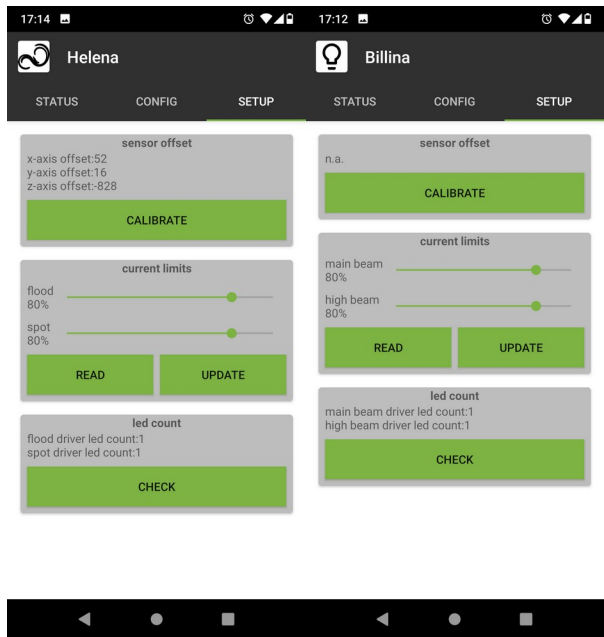 17:14
Helena
STATUS CONFIG SETUP
sensor offset
x-axis offset:52
y-axis offset:16
z-axis offset:-828
CALIBRATE
current limits
flood
80%
spot
80%
READ UPDATE
led count
flood driver led count:1
spot driver led count:1
CHECK
17:12
Billina
STATUS CONFIG SETUP
sensor offset
n.a.
CALIBRATE
current limits
main beam
80%
high beam
80%
READ UPDATE
led count
main beam driver led count:1
high beam driver led count:1
CHECK